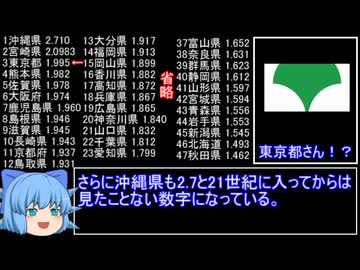 1沖縄県 2.710
2宮崎県 2.0983
3東京都 1.995←
4熊本県 1.982
5佐賀県 1.978
6大阪府 1.974
7鹿児島県 1.960
8島根県 1.946
9滋賀県 1.945
10長崎県 1.943
11京都府 1.937
12鳥取県 1.931
13大分県 1.917
14福岡県 1.913
15岡山県 1.899
16香川県 1.882
17高知県 1.872
18兵庫県 1.867
19広島県 1.865
20神奈川県 1.840
21山口県 1.832
22千葉県 1.812
23愛知県 1.799
省略
37富山県 1.652
38奈良県 1.631
39群馬県 1.623
40静岡県 1.612
41山形県 1.597
42宮城県 1.594
43青森県 1.556
44岩手県 1.553
45新潟県 1.545
46北海道 1.493
47秋田県 1.462
東京都さん！？
さらに沖縄県も2.7と21世紀に入ってからは
見たことない数字になっている。